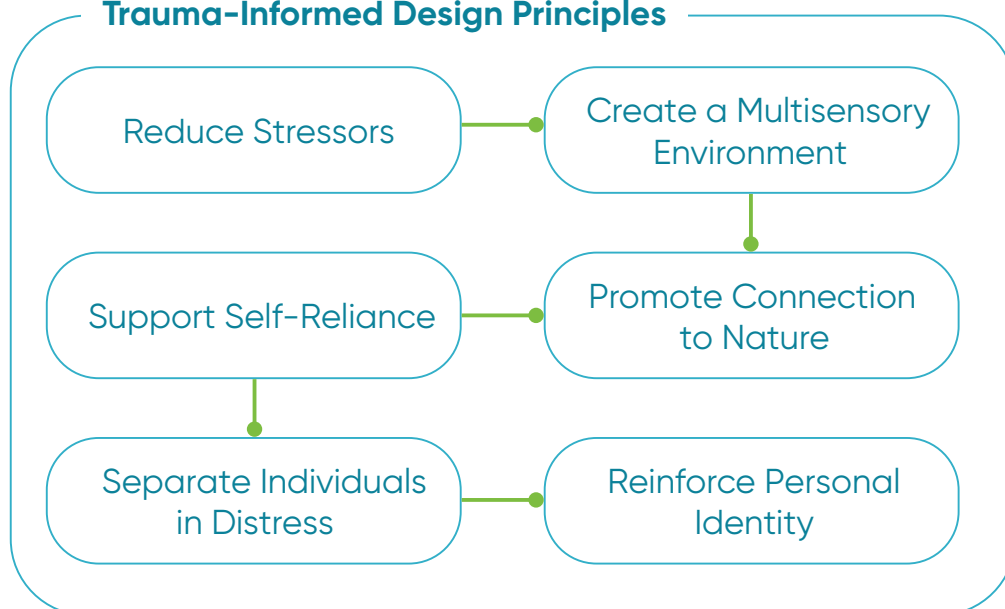 Trauma-Informed Design Principles
Reduce Stressors
Create a Multisensory
Environment
Support Self-Reliance
Promote Connection
to Nature
Separate Individuals
in Distress
Reinforce Personal
Identity